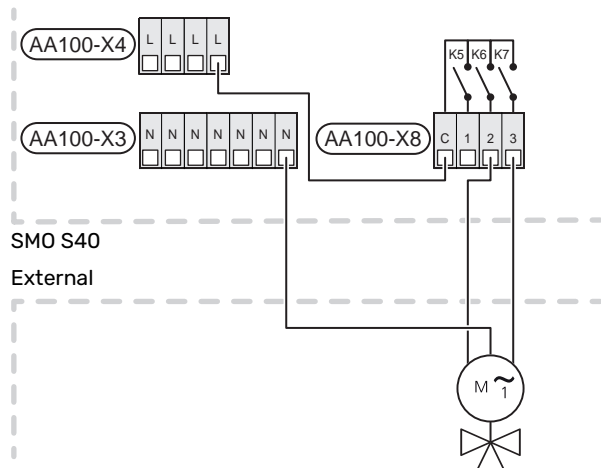 AA100-X4 L L L L
K5 K6 K7
AA100-X3 N N N N N N N AA100-X8 C 1 2 3
SMO S40
External
M ~
1